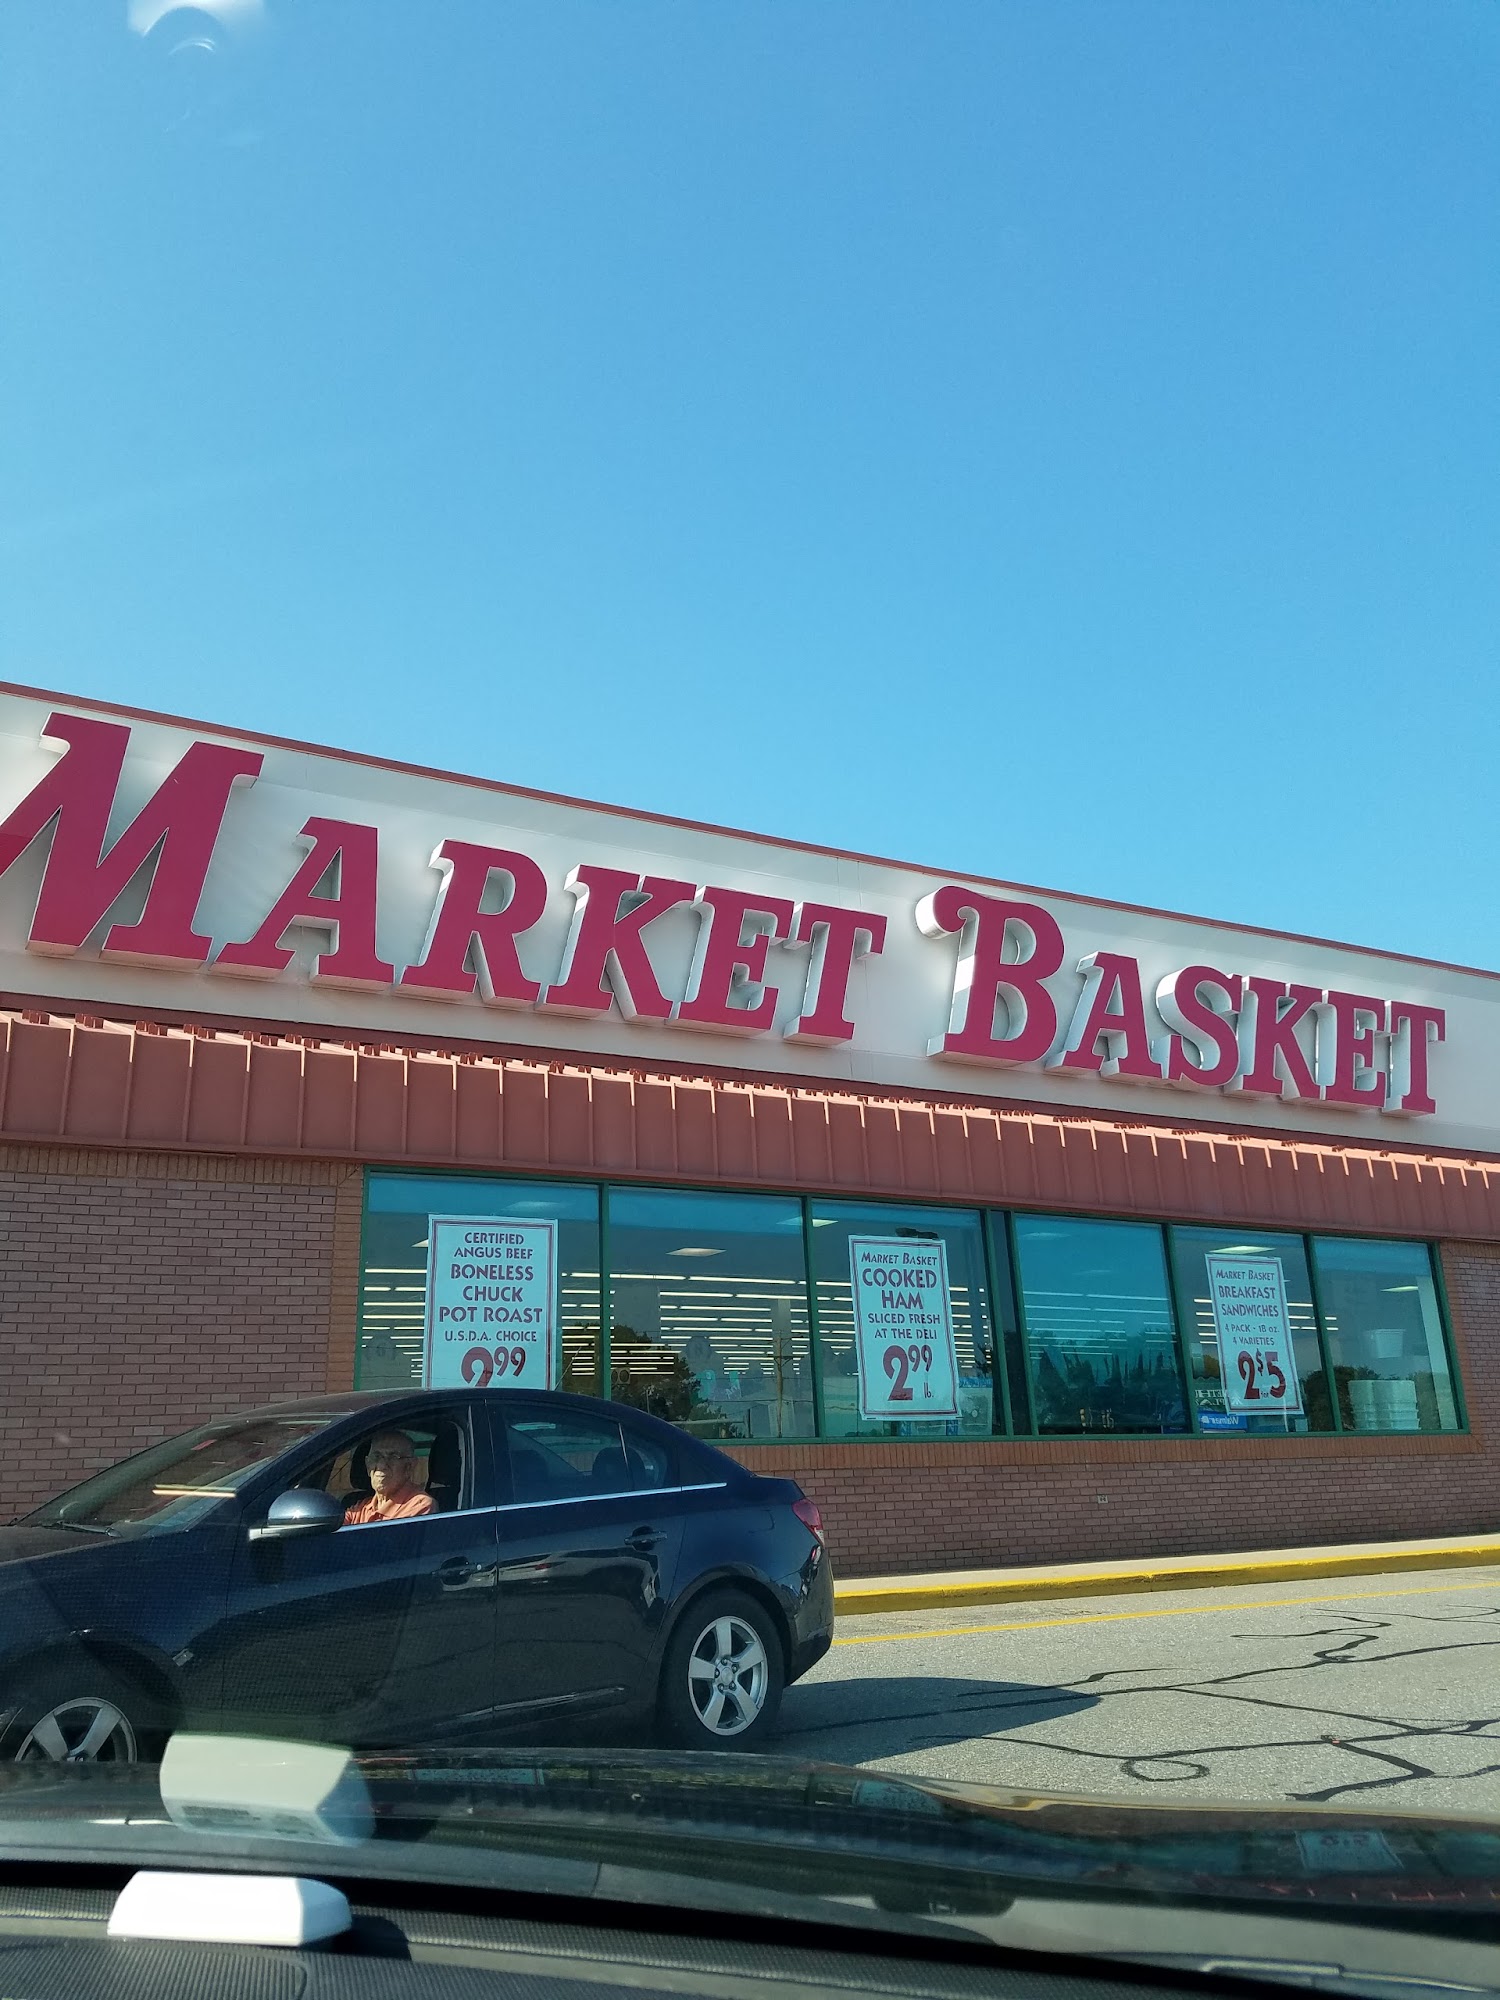 MARKET BASKET
CERTIFIED
ANGUS BEEF
BONELESS
CHUCK
POT ROAST
U.S.D.A. CHOICE
2.99
MARKET BASKET
COOKED
HAM
SLICED FRESH
AT THE DELI
2.99
lb.
MARKET BASKET
BREAKFAST
SANDWICHES
4 PACK - 18 oz.
4 VARIETIES
2 for $5